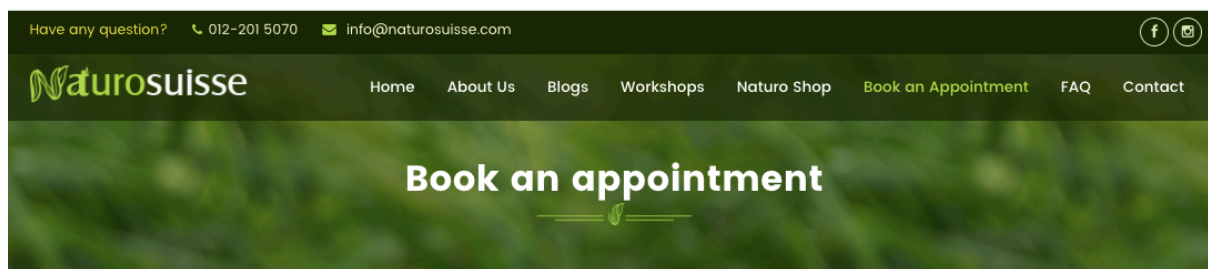 Have any question? 012-201 5070 info@naturosuisse.com
Naturosuisse Home About Us Blogs Workshops Naturo Shop Book an Appointment FAQ Contact
Book an appointment